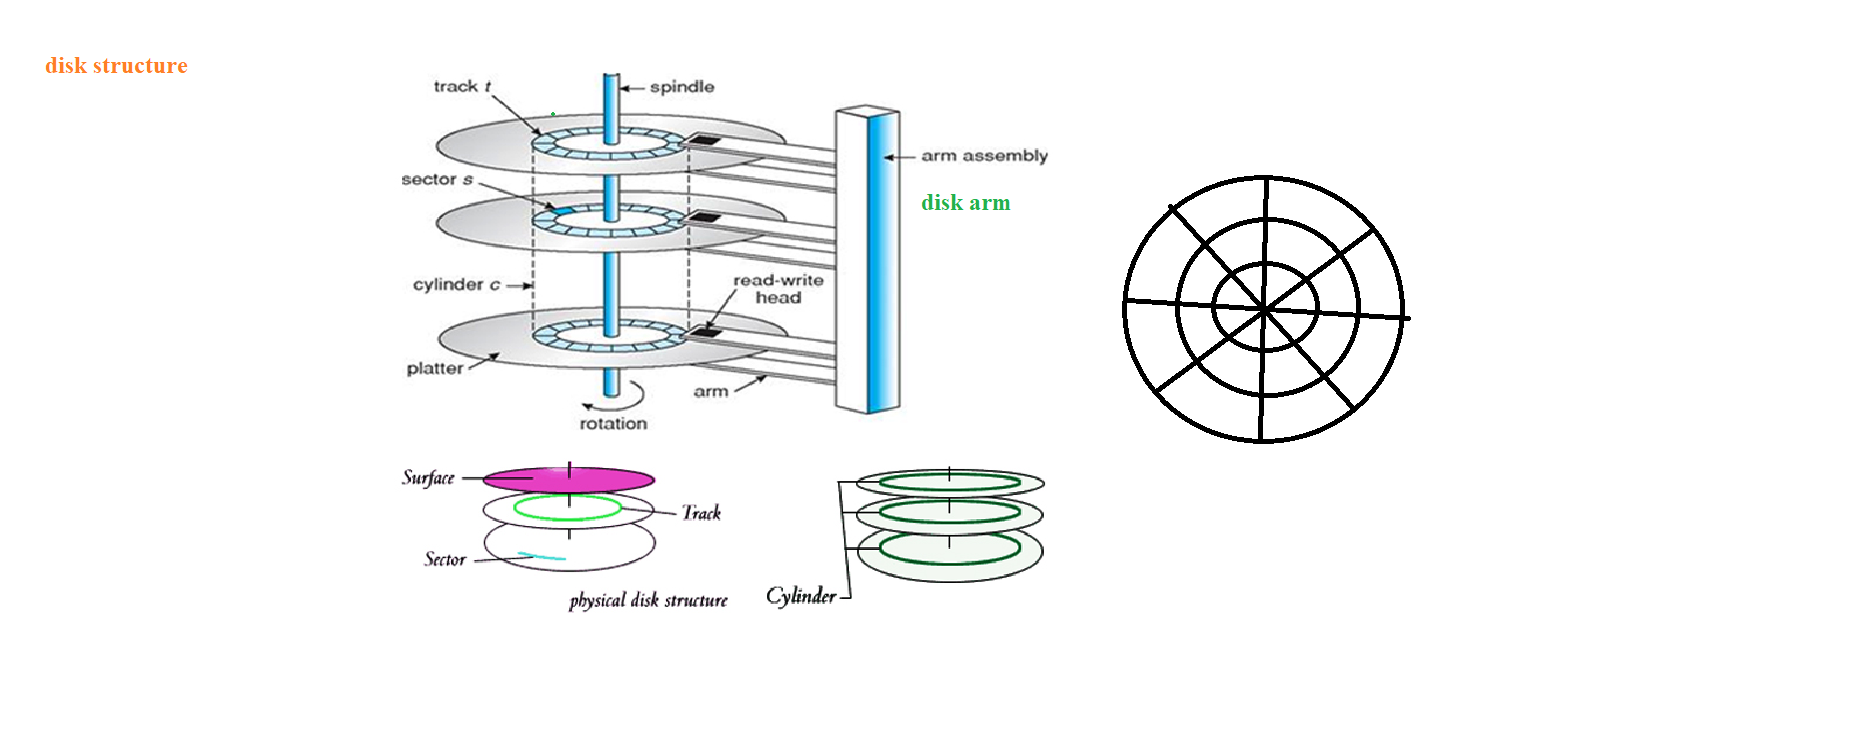 disk structure
track t
spindle
arm assembly
sector s
disk arm
cylinder c
read-write
head
platter
arm
rotation
Surface
Track
Sector
physical disk structure
Cylinder